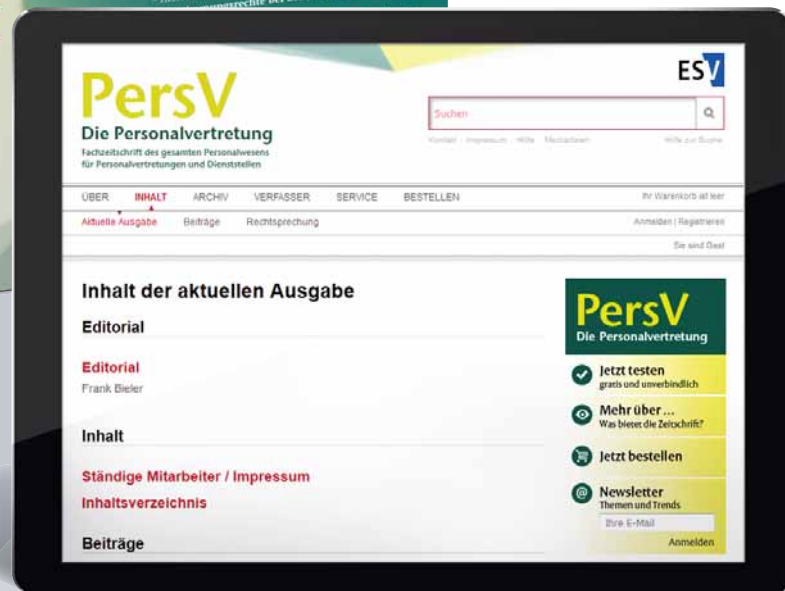 ESV
PersV
Die Personalvertretung
Fachzeitschrift des gesamten Personalwesens
für Personalvertretungen und Dienststellen
Suchen
Kontakt Impressum Hilfe Mediadaten
Hilfe zur Suche
ÜBER INHALT ARCHIV VERFASSER SERVICE BESTELLEN
Ihr Warenkorb ist leer
Aktuelle Ausgabe Beiträge Rechtsprechung
Anmelden | Registrieren
Sie sind Gast
Inhalt der aktuellen Ausgabe
Editorial
Editorial
Frank Bieler
Inhalt
Ständige Mitarbeiter / Impressum
Inhaltsverzeichnis
Beiträge
PersV
Die Personalvertretung
Jetzt testen
gratis und unverbindlich
Mehr über ...
Was bietet die Zeitschrift?
Jetzt bestellen
Newsletter
Themen und Trends
Ihre E-Mail
Anmelden